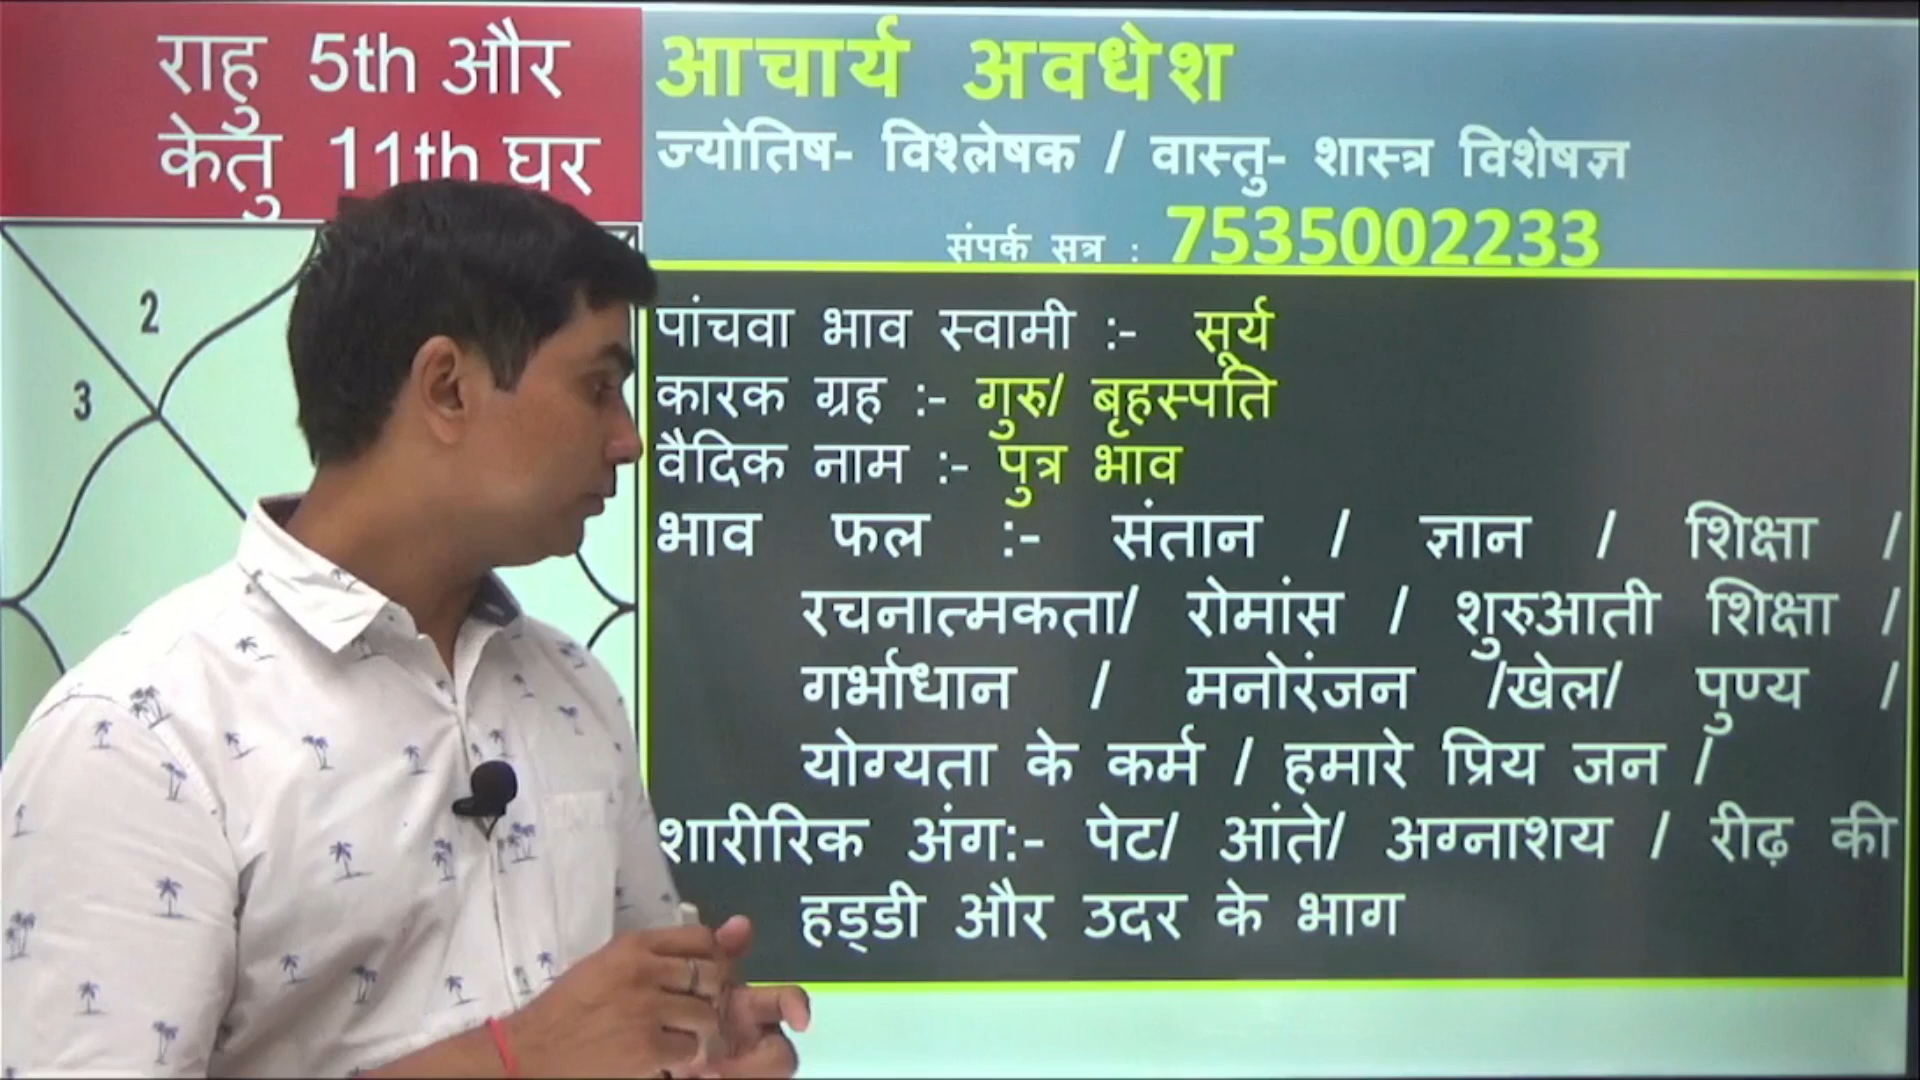 राहु 5th और
केतु 11th घर
आचार्य अवधेश
ज्योतिष- विश्लेषक / वास्तु- शास्त्र विशेषज्ञ
संपर्क सत्र : 7535002233
2
3
पांचवा भाव स्वामी :- सूर्य
कारक ग्रह :- गुरु/ बृहस्पति
वैदिक नाम :- पुत्र भाव
भाव फल :- संतान / ज्ञान / शिक्षा /
रचनात्मकता/ रोमांस / शुरुआती शिक्षा /
गर्भाधान / मनोरंजन /खेल/ पुण्य /
योग्यता के कर्म / हमारे प्रिय जन /
शारीरिक अंग:- पेट/ आंते/ अग्नाशय / रीढ़ की
हड्डी और उदर के भाग